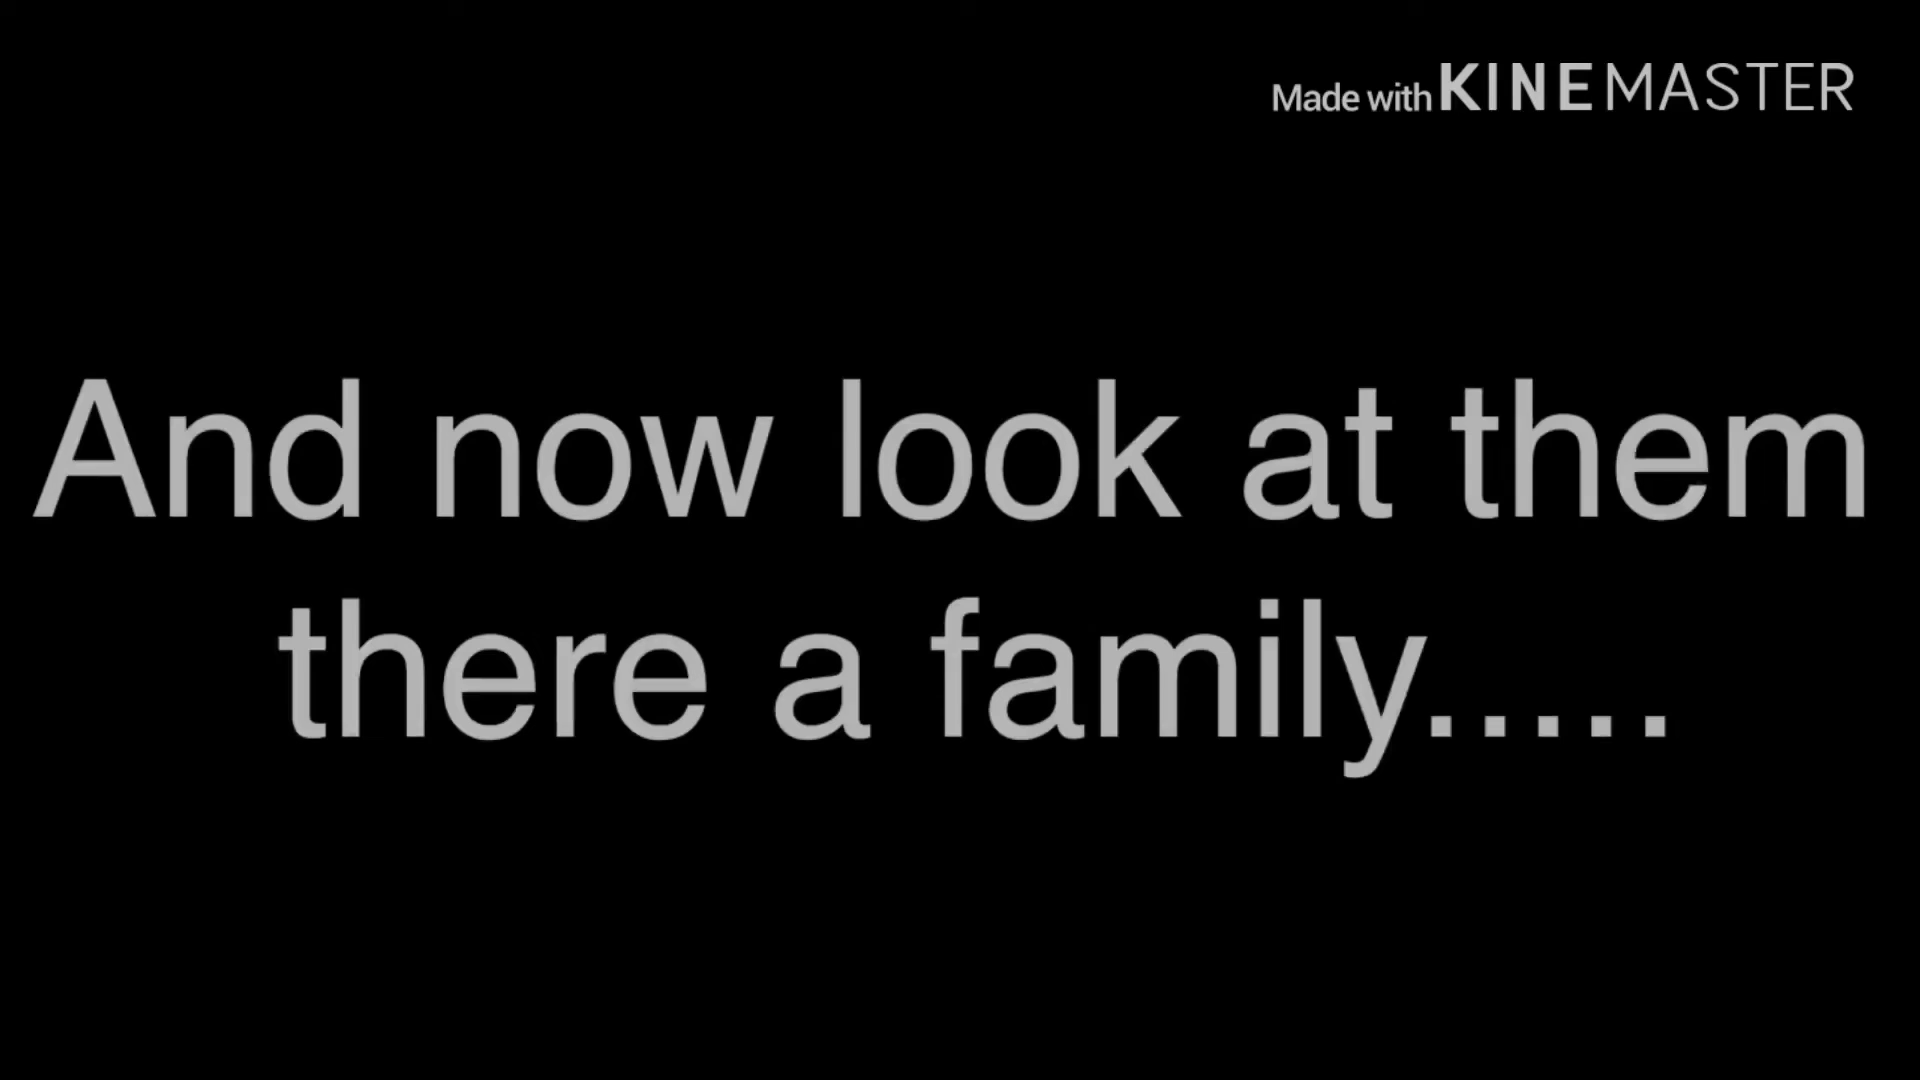 Made with KINEMASTER
And now look at them
there a family.....